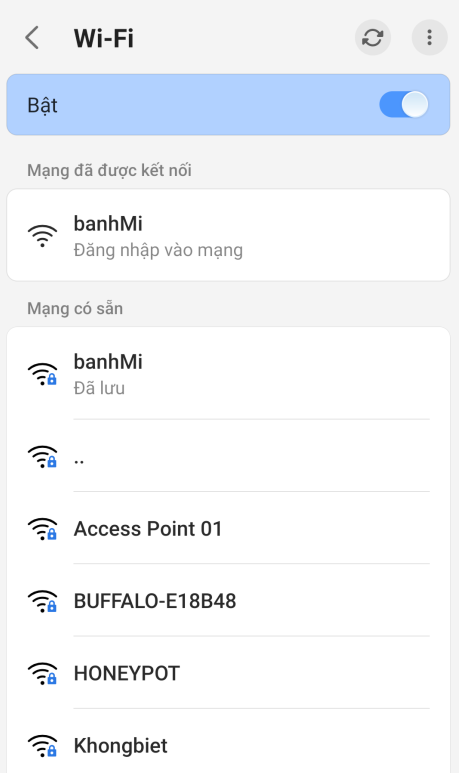 Wi-Fi
Bật
Mạng đã được kết nối
banhMi
Đăng nhập vào mạng
Mạng có sẵn
banhMi
Đã lưu
..
Access Point 01
BUFFALO-E18B48
HONEYPOT
Khongbiet